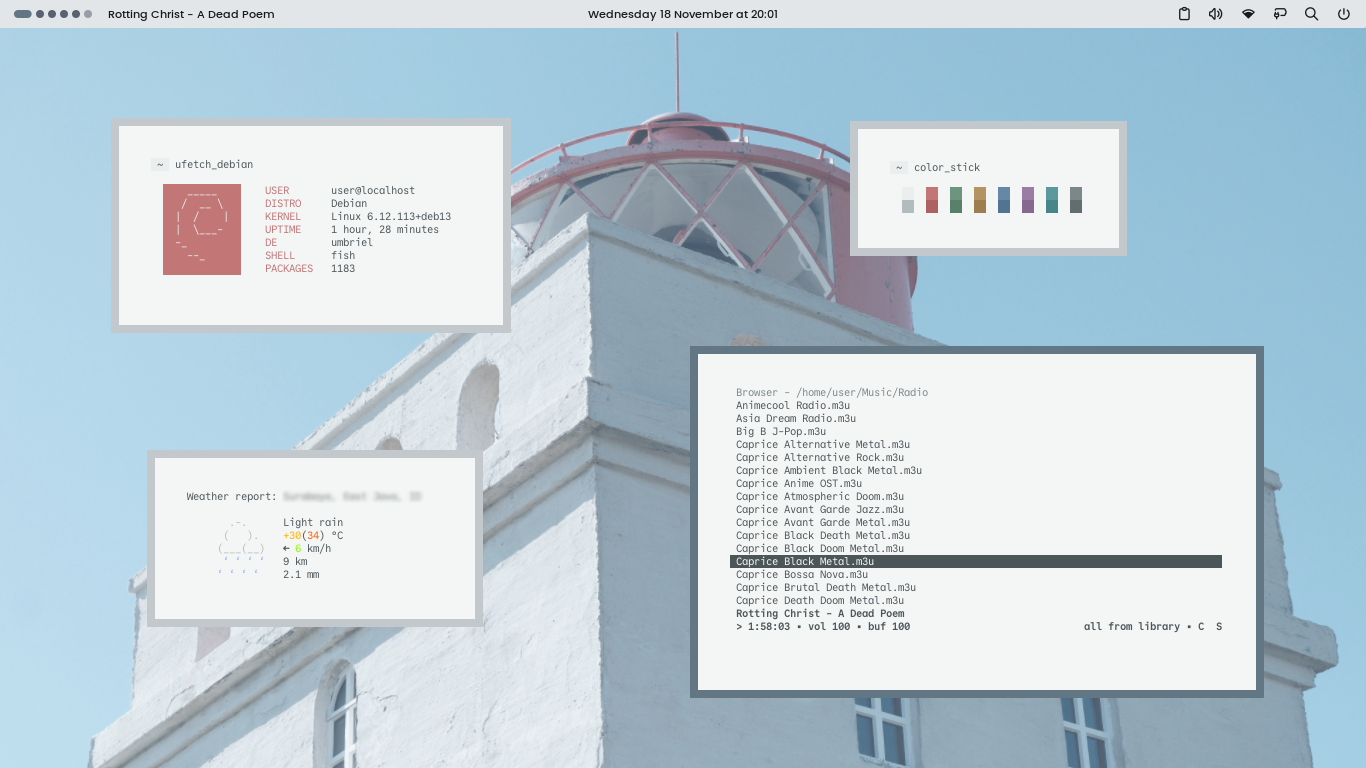 Rotting Christ - A Dead Poem
Wednesday 18 November at 20:01
~ ufetch_debian
USER user@localhost
DISTRO Debian
KERNEL Linux 6.12.113+deb13
UPTIME 1 hour, 28 minutes
DE umbriel
SHELL fish
PACKAGES 1183
~ color_stick
Browser - /home/user/Music/Radio
Animecool Radio.m3u
Asia Dream Radio.m3u
Big B J-Pop.m3u
Caprice Alternative Metal.m3u
Caprice Alternative Rock.m3u
Caprice Ambient Black Metal.m3u
Caprice Anime OST.m3u
Caprice Atmospheric Doom.m3u
Caprice Avant Garde Jazz.m3u
Caprice Avant Garde Metal.m3u
Caprice Black Death Metal.m3u
Caprice Black Doom Metal.m3u
Caprice Black Metal.m3u
Caprice Bossa Nova.m3u
Caprice Brutal Death Metal.m3u
Caprice Death Doom Metal.m3u
Rotting Christ - A Dead Poem
> 1:58:03 • vol 100 • buf 100 all from library • C S
Weather report:
Light rain
+30(34) °C
← 6 km/h
9 km
2.1 mm